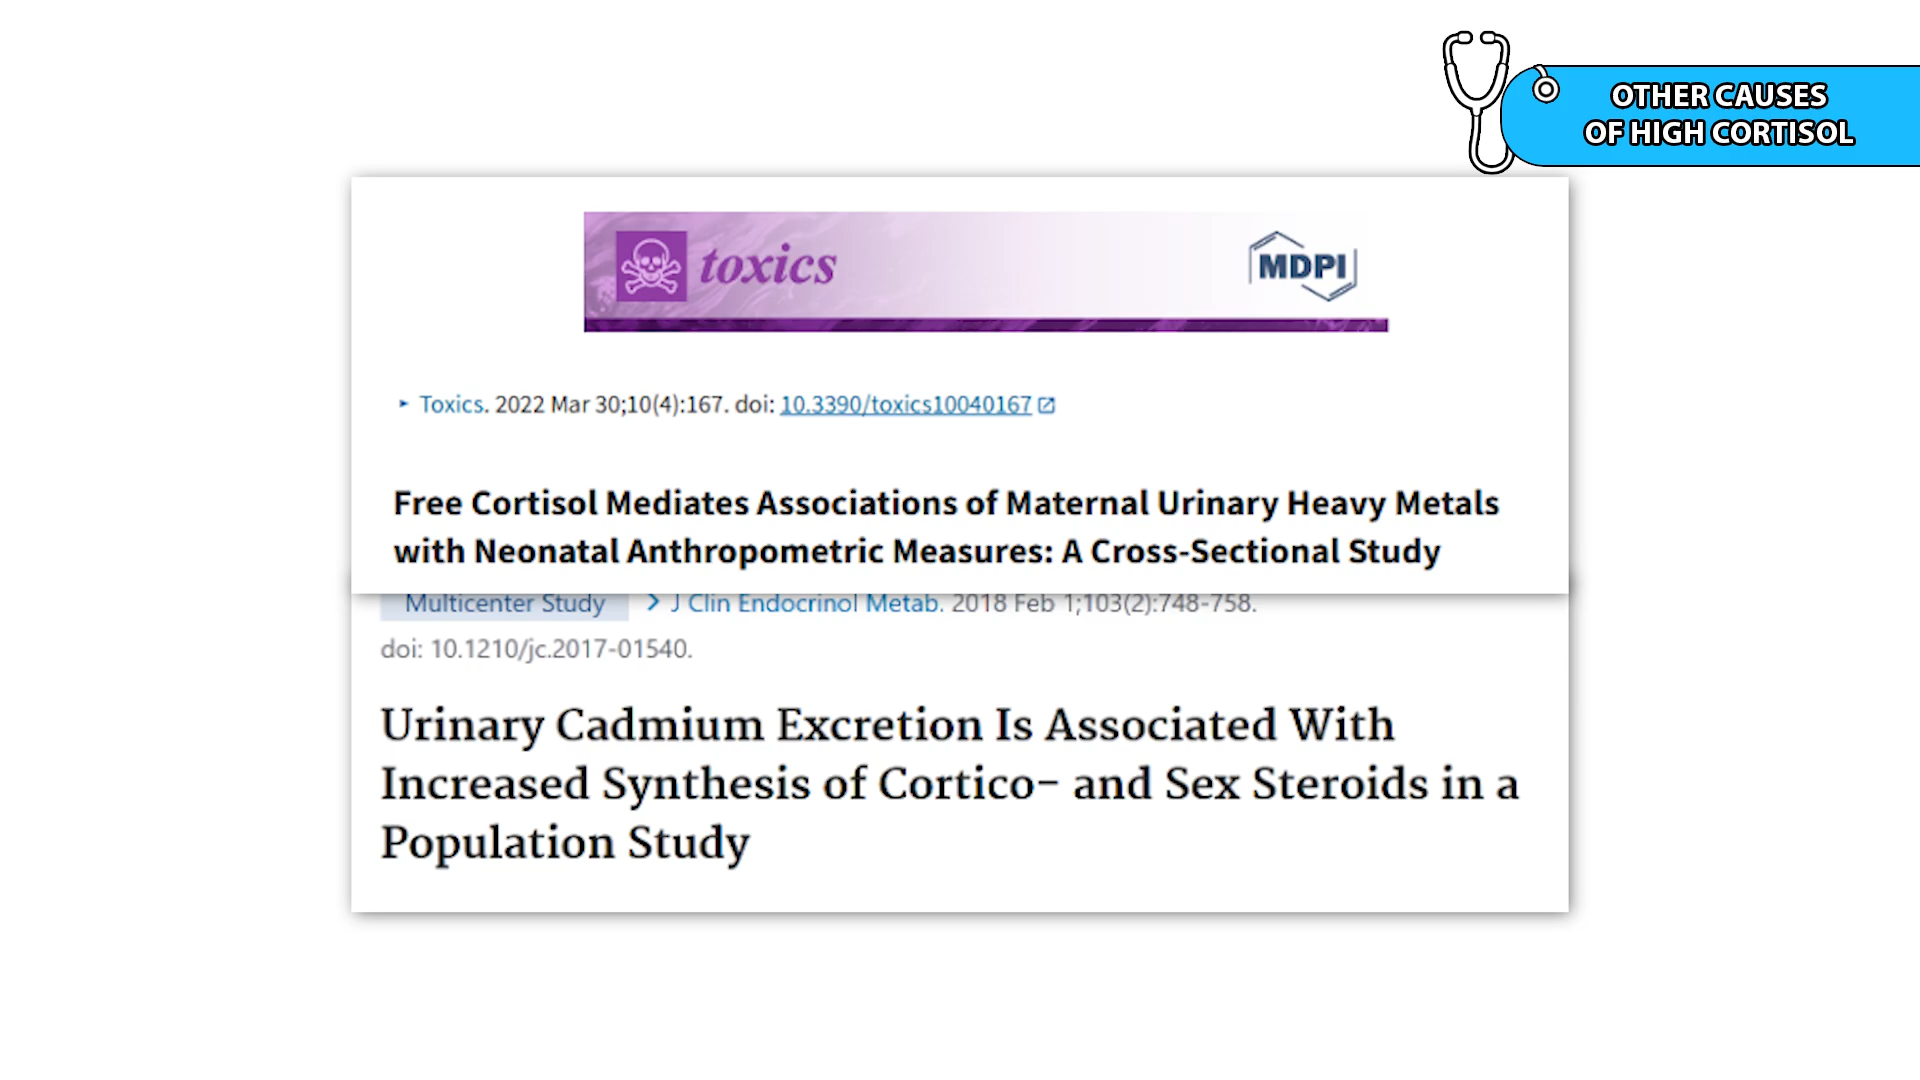 OTHER CAUSES
OF HIGH CORTISOL
toxics
MDPI
Toxics. 2022 Mar 30;10(4):167. doi: 10.3390/toxics10040167
Free Cortisol Mediates Associations of Maternal Urinary Heavy Metals
with Neonatal Anthropometric Measures: A Cross-Sectional Study
Multicenter Study > J Clin Endocrinol Metab. 2018 Feb 1;103(2):748-758.
doi: 10.1210/jc.2017-01540.
Urinary Cadmium Excretion Is Associated With
Increased Synthesis of Cortico- and Sex Steroids in a
Population Study